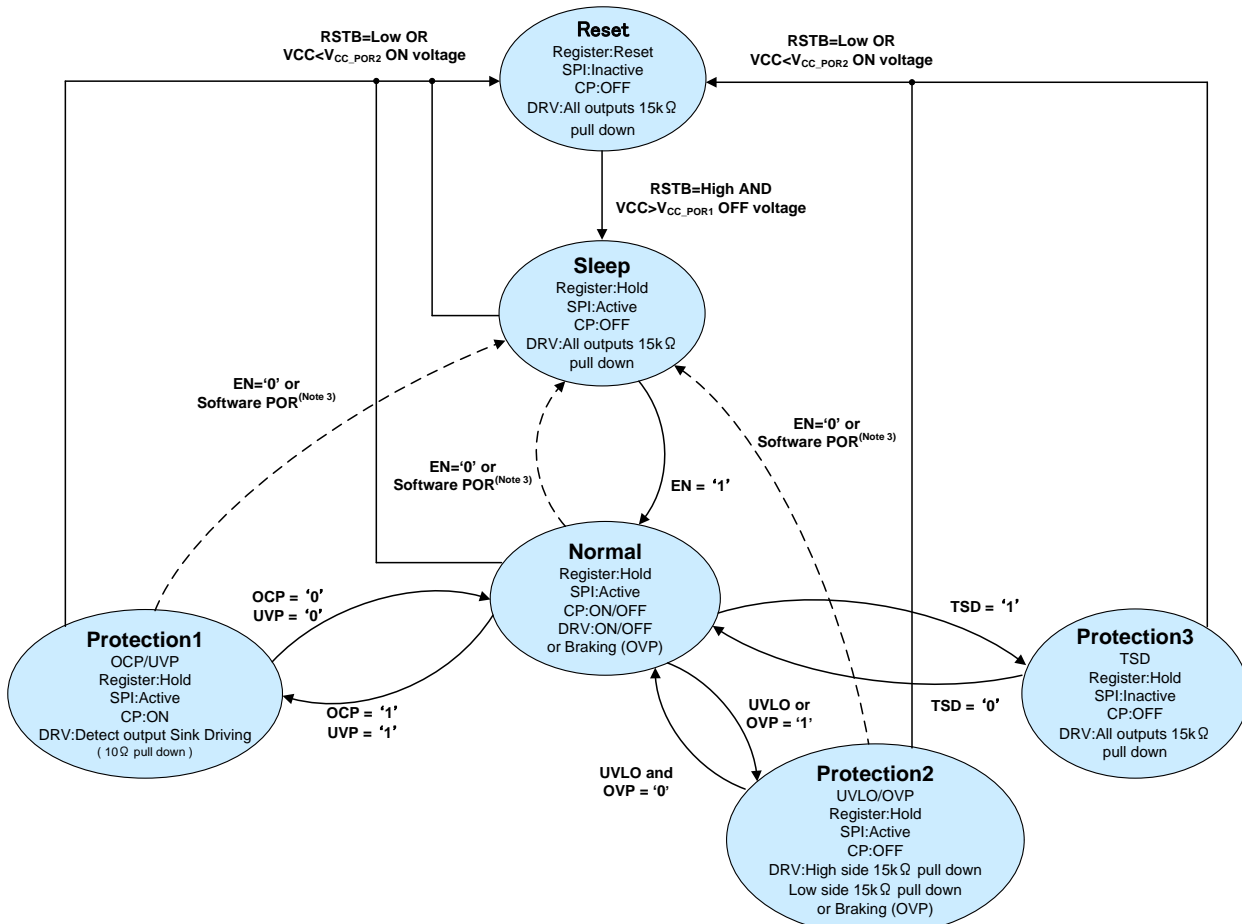 RSTB=Low OR
VCC<VCC_POR2 ON voltage
Reset
Register:Reset
SPI:Inactive
CP:OFF
DRV:All outputs 15kΩ
pull down
RSTB=Low OR
VCC<VCC_POR2 ON voltage
RSTB=High AND
VCC>VCC_POR1 OFF voltage
Sleep
Register:Hold
SPI:Active
CP:OFF
DRV:All outputs 15kΩ
pull down
EN='0' or
Software POR(Note 3)
EN='0' or
Software POR(Note 3)
EN = '1'
EN='0' or
Software POR(Note 3)
Normal
Register:Hold
SPI:Active
CP:ON/OFF
DRV:ON/OFF
or Braking (OVP)
OCP = '0'
UVP = '0'
Protection1
OCP/UVP
Register:Hold
SPI:Active
CP:ON
DRV:Detect output Sink Driving
( 10Ω pull down )
OCP = '1'
UVP = '1'
TSD = '1'
TSD = '0'
Protection3
TSD
Register:Hold
SPI:Inactive
CP:OFF
DRV:All outputs 15kΩ
pull down
UVLO or
OVP = '1'
UVLO and
OVP = '0'
Protection2
UVLO/OVP
Register:Hold
SPI:Active
CP:OFF
DRV:High side 15kΩ pull down
Low side 15kΩ pull down
or Braking (OVP)